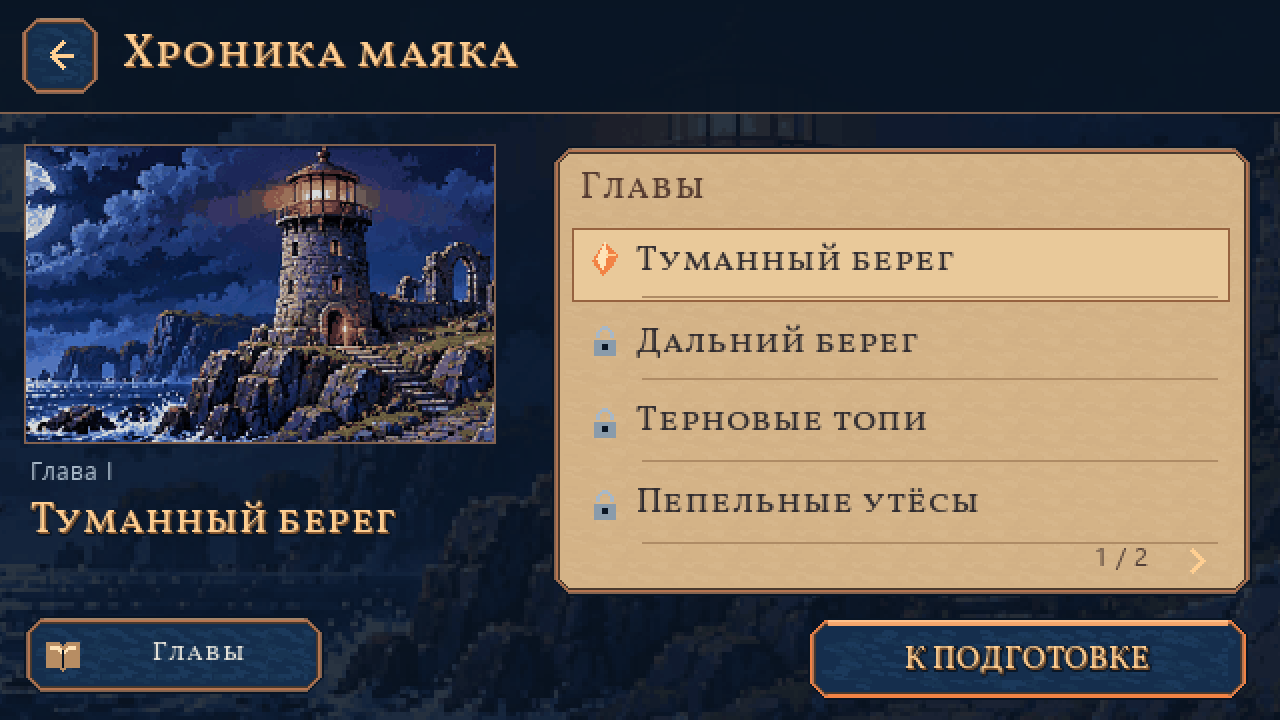 Хроника маяка
Глава I
Туманный берег
Главы
Туманный берег
Дальний берег
Терновые топи
Пепельные утёсы
1 / 2
Главы
К подготовке